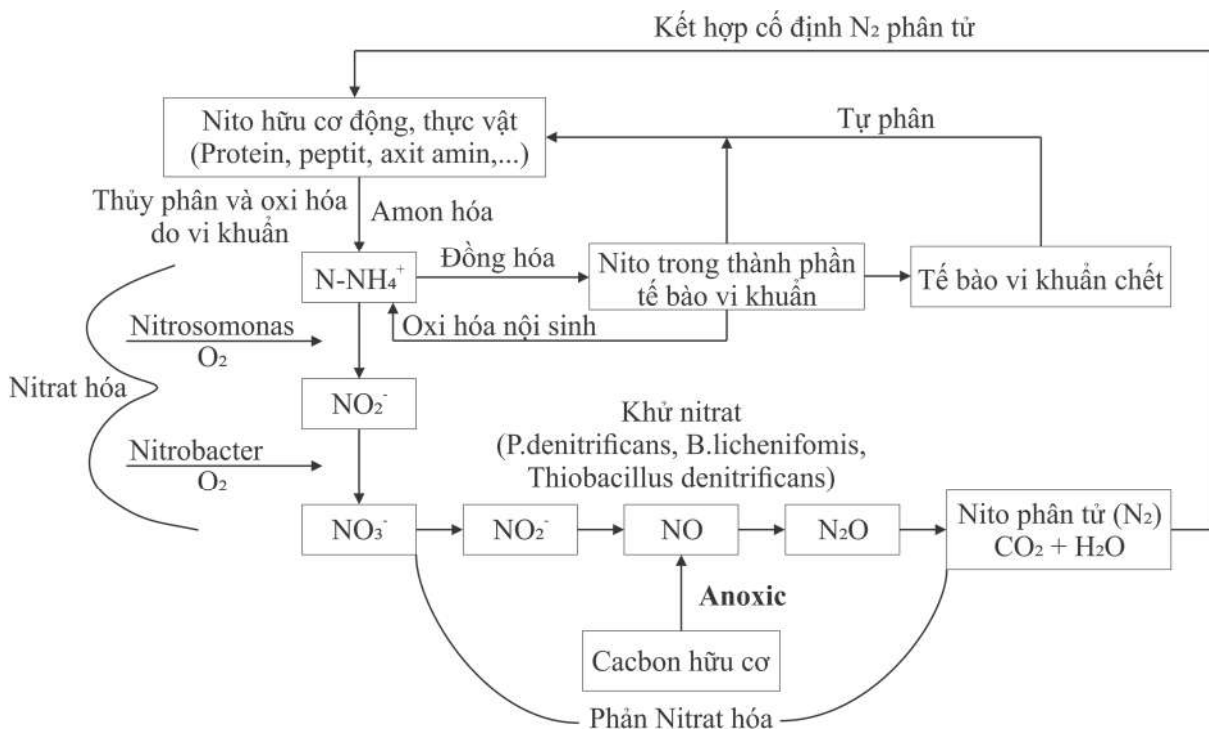 Kết hợp cố định N₂ phân tử
Nito hữu cơ động, thực vật
(Protein, peptit, axit amin,...)
Tự phân
Thủy phân và oxi hóa
do vi khuẩn
Amon hóa
N-NH₄⁺
Đồng hóa
Nito trong thành phần
tế bào vi khuẩn
Tế bào vi khuẩn chết
Oxi hóa nội sinh
Nitrosomonas
O₂
Nitrat hóa
NO₂⁻
Nitrobacter
O₂
Khử nitrat
(P.denitrificans, B.lichenifomis,
Thiobacillus denitrificans)
NO₃⁻
NO₂⁻
NO
N₂O
Nito phân tử (N₂)
CO₂ + H₂O
Anoxic
Cacbon hữu cơ
Phản Nitrat hóa